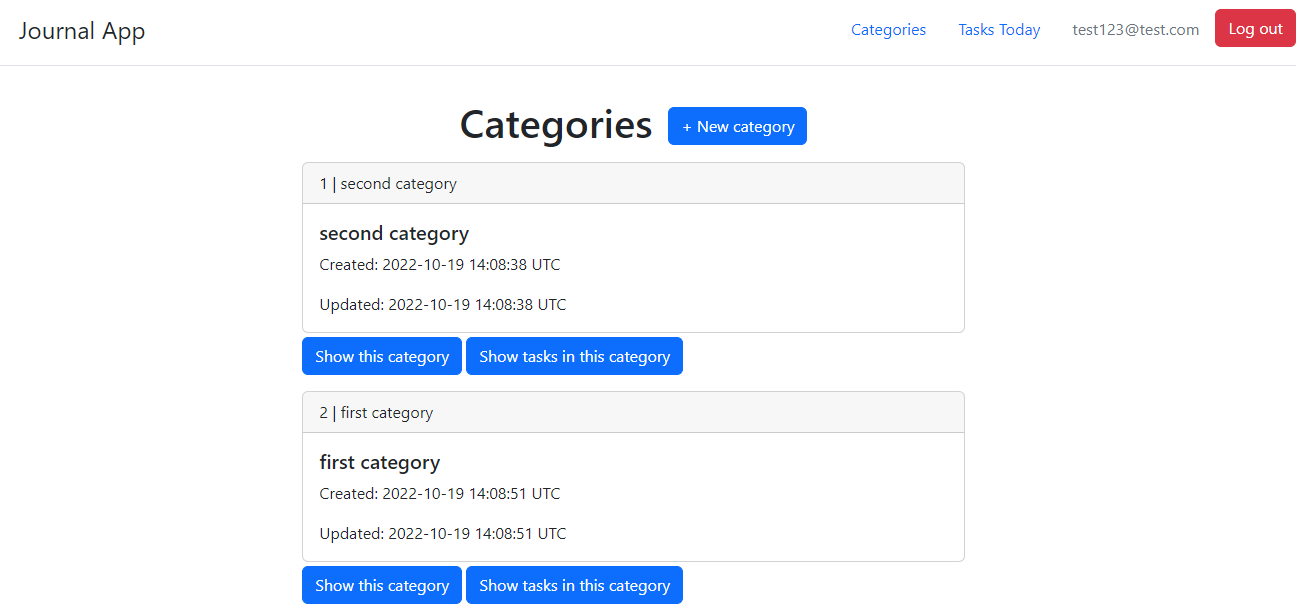 Journal App Categories Tasks Today test123@test.com Log out
Categories + New category
1 | second category
second category
Created: 2022-10-19 14:08:38 UTC
Updated: 2022-10-19 14:08:38 UTC
Show this category Show tasks in this category
2 | first category
first category
Created: 2022-10-19 14:08:51 UTC
Updated: 2022-10-19 14:08:51 UTC
Show this category Show tasks in this category